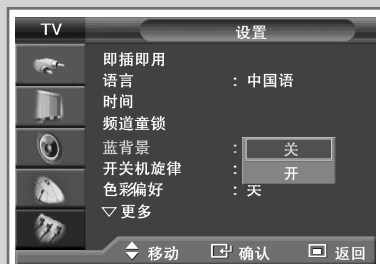 TV 设置
即插即用
语言 : 中国语
时间
频道童锁
蓝背景 : 关
开
开关机旋律 :
色彩偏好 : 关
▽更多
移动 确认 返回